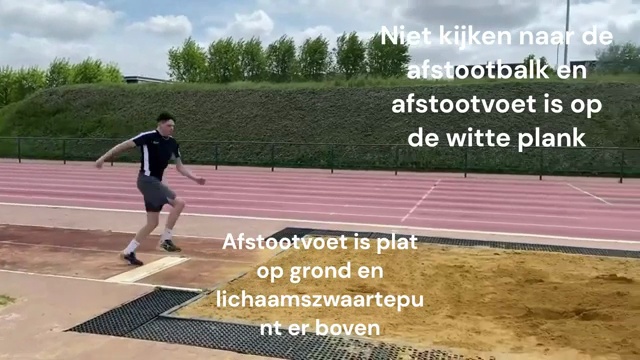 Niet kijken naar de
afstootbalk en
afstootvoet is op
de witte plank
Afstootvoet is plat
op grond en
lichaamszwaartepu
nt er boven